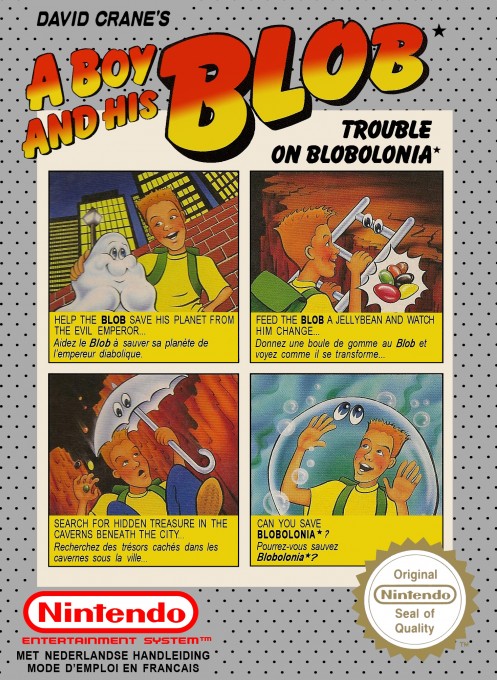 DAVID CRANE'S
A BOY
AND HIS
BLOB*
TROUBLE
ON BLOBOLONIA*
HELP THE BLOB SAVE HIS PLANET FROM
THE EVIL EMPEROR...
Aidez le Blob à sauver sa planète de
l'empereur diabolique.
FEED THE BLOB A JELLYBEAN AND WATCH
HIM CHANGE...
Donnez une boule de gomme au Blob et
voyez comme il se transforme...
SEARCH FOR HIDDEN TREASURE IN THE
CAVERNS BENEATH THE CITY...
Recherchez des trésors cachés dans les
cavernes sous la ville...
CAN YOU SAVE
BLOBOLONIA*?
Pourrez-vous sauvez
Blobolonia*?
Nintendo
ENTERTAINMENT SYSTEM™
MET NEDERLANDSE HANDLEIDING
MODE D'EMPLOI EN FRANCAIS
Original
Nintendo
Seal of
Quality
TM